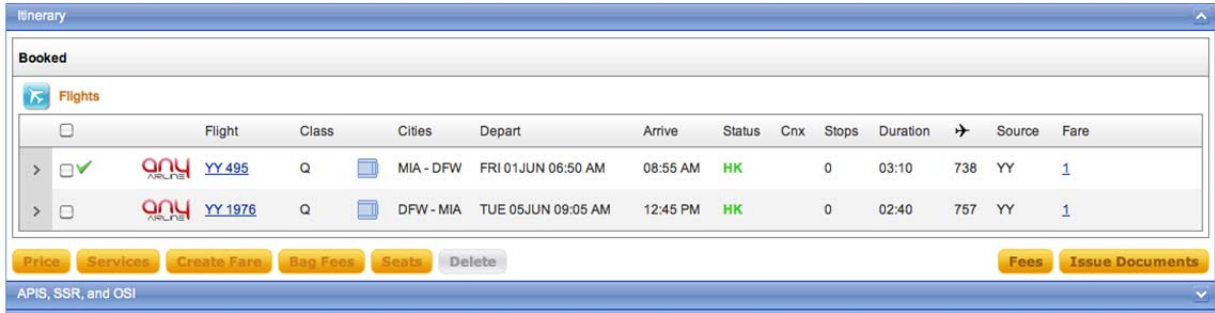 Itinerary
Booked
Flights
Flight Class Cities Depart Arrive Status Cnx Stops Duration Source Fare
any ARLINE YY 495 Q MIA - DFW FRI 01JUN 06:50 AM 08:55 AM HK 0 03:10 738 YY 1
any ARLINE YY 1976 Q DFW - MIA TUE 05JUN 09:05 AM 12:45 PM HK 0 02:40 757 YY 1
Price Services Create Fare Bag Fees Seats Delete Fees Issue Documents
APIS, SSR, and OSI